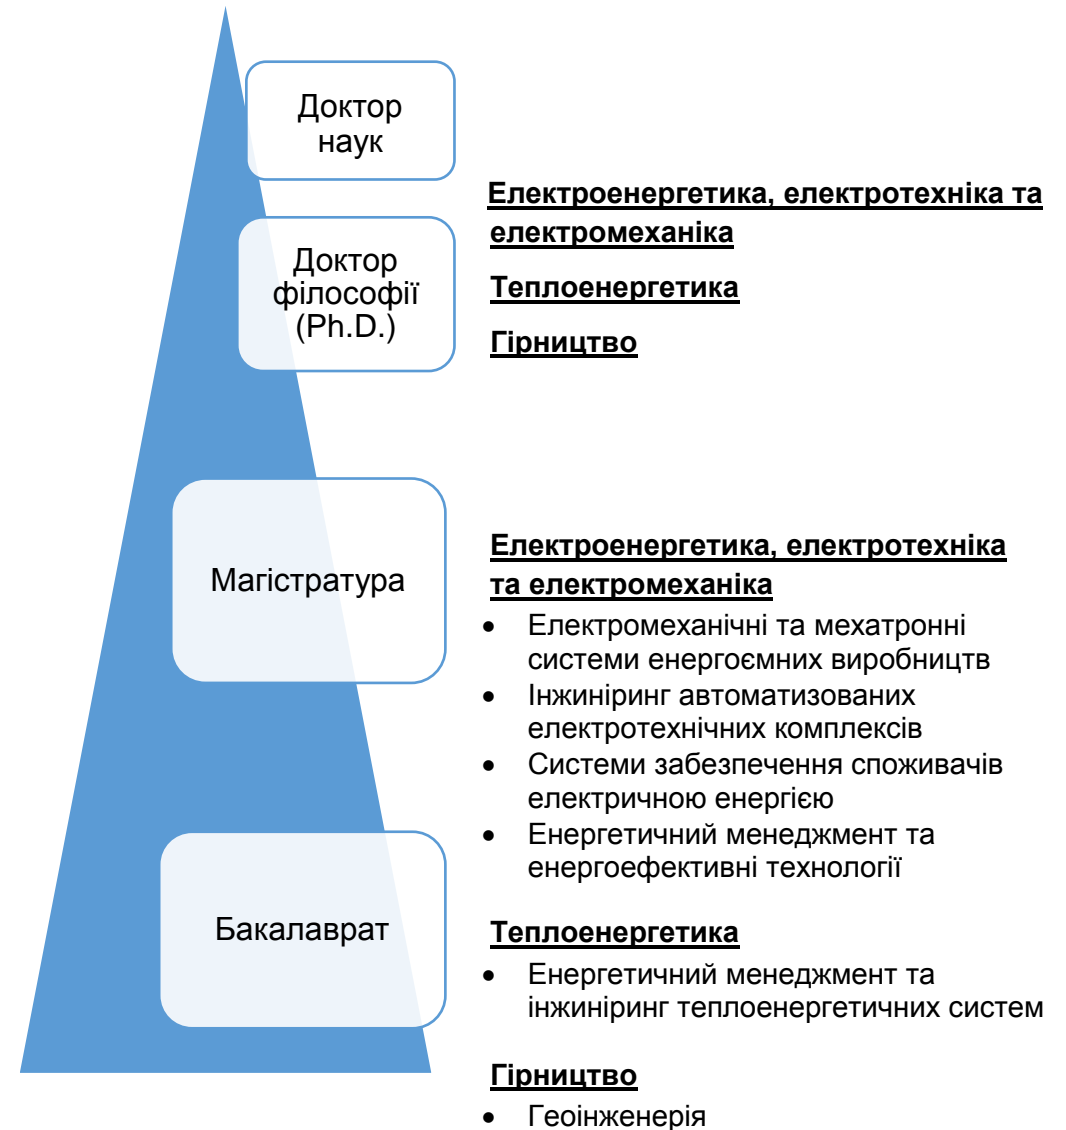 Доктор
наук
Електроенергетика, електротехніка та
електромеханіка
Доктор
філософії
(Ph.D.)
Теплоенергетика
Гірництво
Магістратура
Електроенергетика, електротехніка
та електромеханіка
• Електромеханічні та мехатронні
системи енергоємних виробництв
• Інжиніринг автоматизованих
електротехнічних комплексів
• Системи забезпечення споживачів
електричною енергією
• Енергетичний менеджмент та
енергоефективні технології
Бакалаврат
Теплоенергетика
• Енергетичний менеджмент та
інжиніринг теплоенергетичних систем
Гірництво
• Геоінженерія